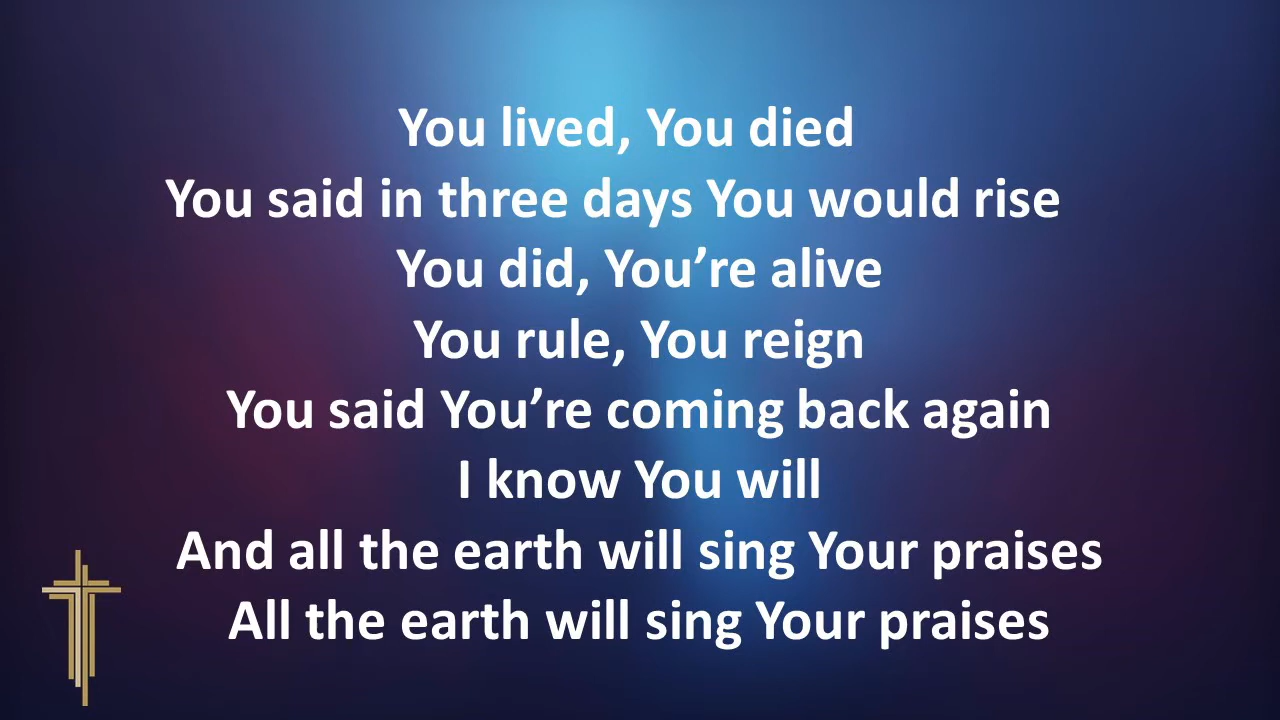 You lived, You died
You said in three days You would rise
You did, You’re alive
You rule, You reign
You said You’re coming back again
I know You will
And all the earth will sing Your praises
All the earth will sing Your praises